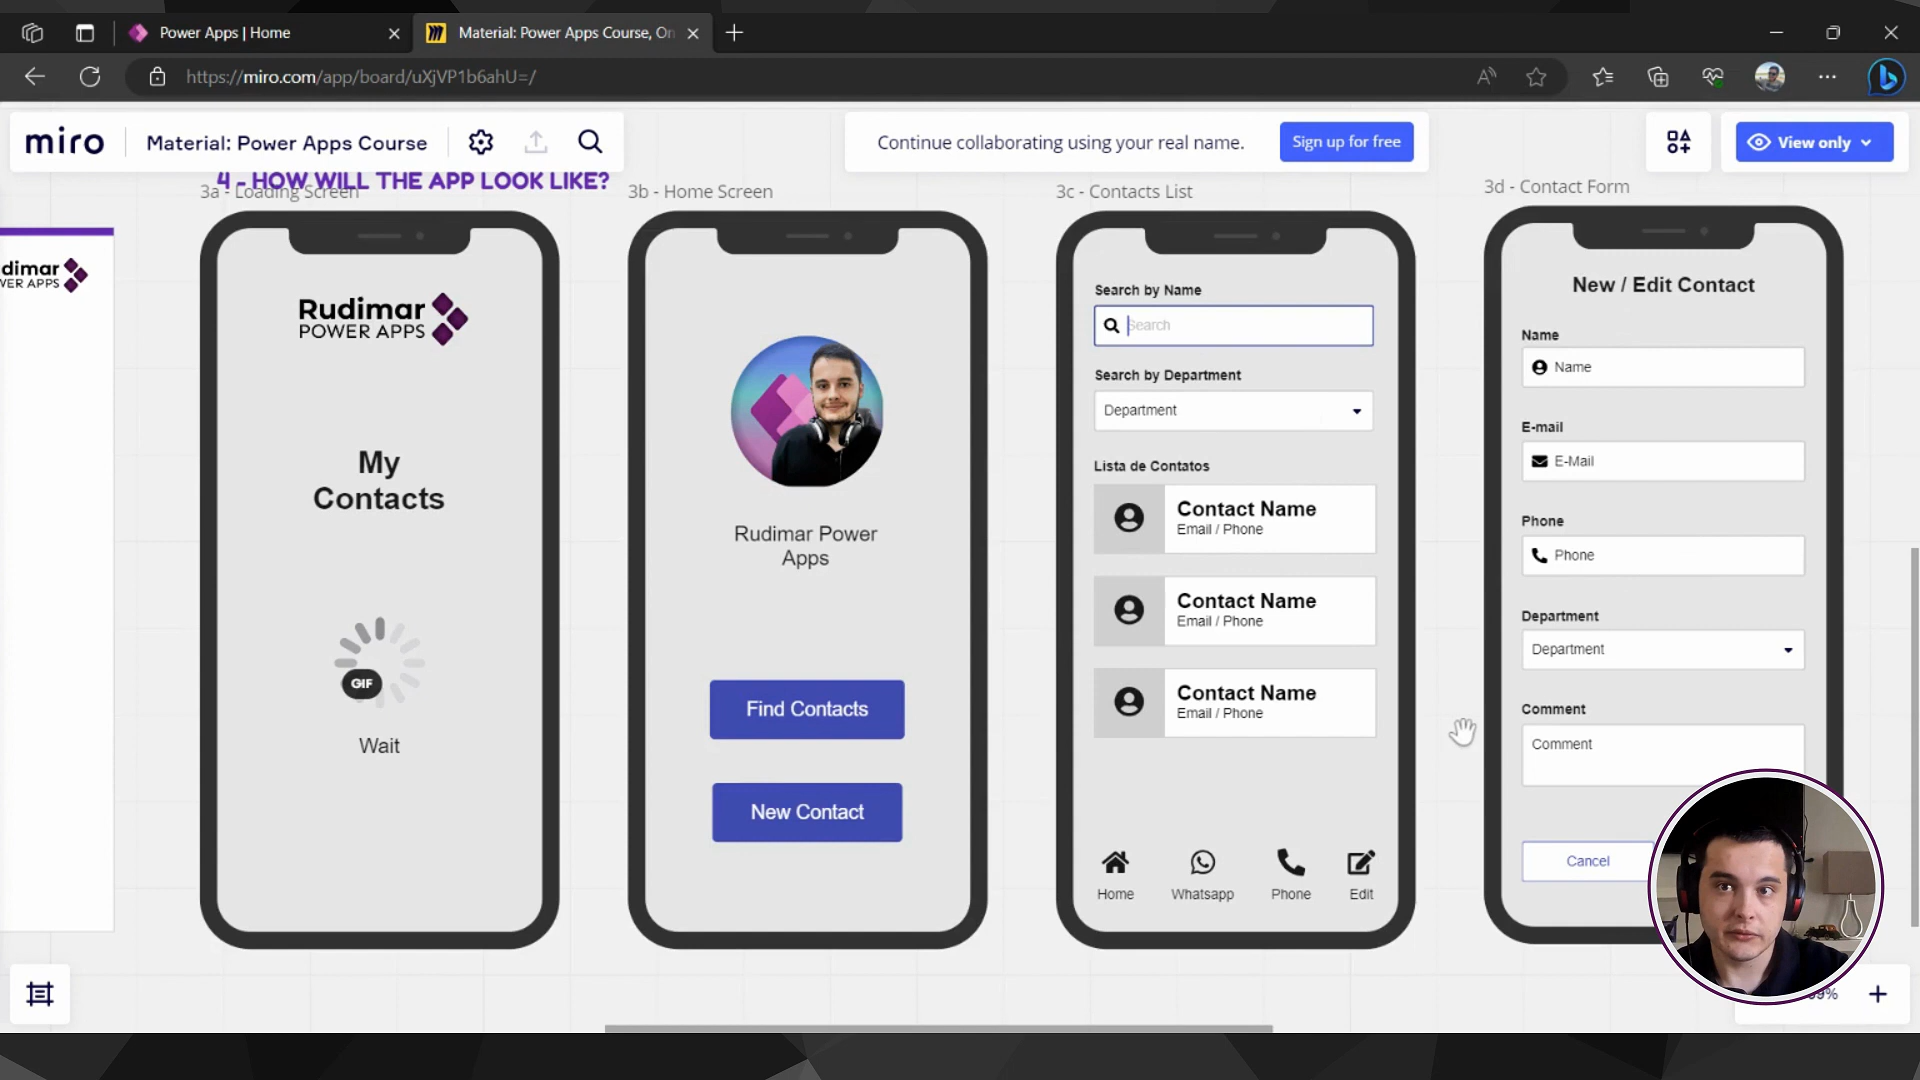 Power Apps | Home
Material: Power Apps Course, On
https://miro.com/app/board/uXjVP1b6ahU=/
miro
Material: Power Apps Course
Continue collaborating using your real name.
Sign up for free
View only
4 - HOW WILL THE APP LOOK LIKE?
3a - Loading Screen
3b - Home Screen
3c - Contacts List
3d - Contact Form
dimar
WER APPS
Rudimar
POWER APPS
My
Contacts
GIF
Wait
Rudimar Power
Apps
Find Contacts
New Contact
Search by Name
Search
Search by Department
Department
Lista de Contatos
Contact Name
Email / Phone
Contact Name
Email / Phone
Contact Name
Email / Phone
Home
Whatsapp
Phone
Edit
New / Edit Contact
Name
Name
E-mail
E-Mail
Phone
Phone
Department
Department
Comment
Comment
Cancel